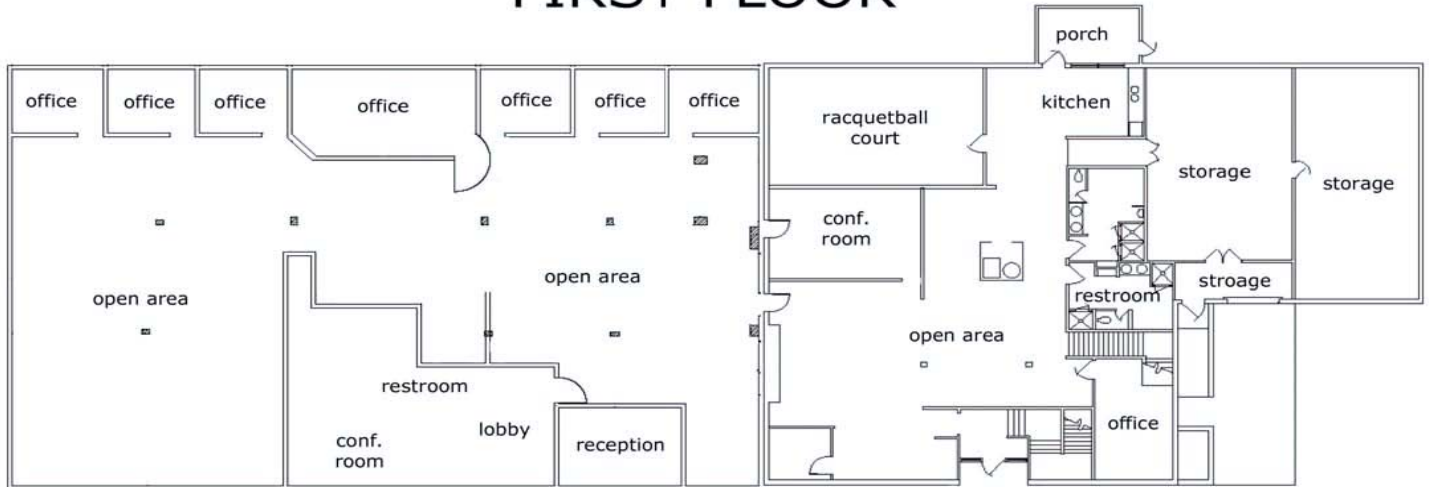 FIRST FLOOR
porch
office
office
office
office
office
office
office
kitchen
racquetball
court
storage
storage
conf.
room
open area
open area
stroage
restroom
open area
restroom
lobby
conf.
room
reception
office